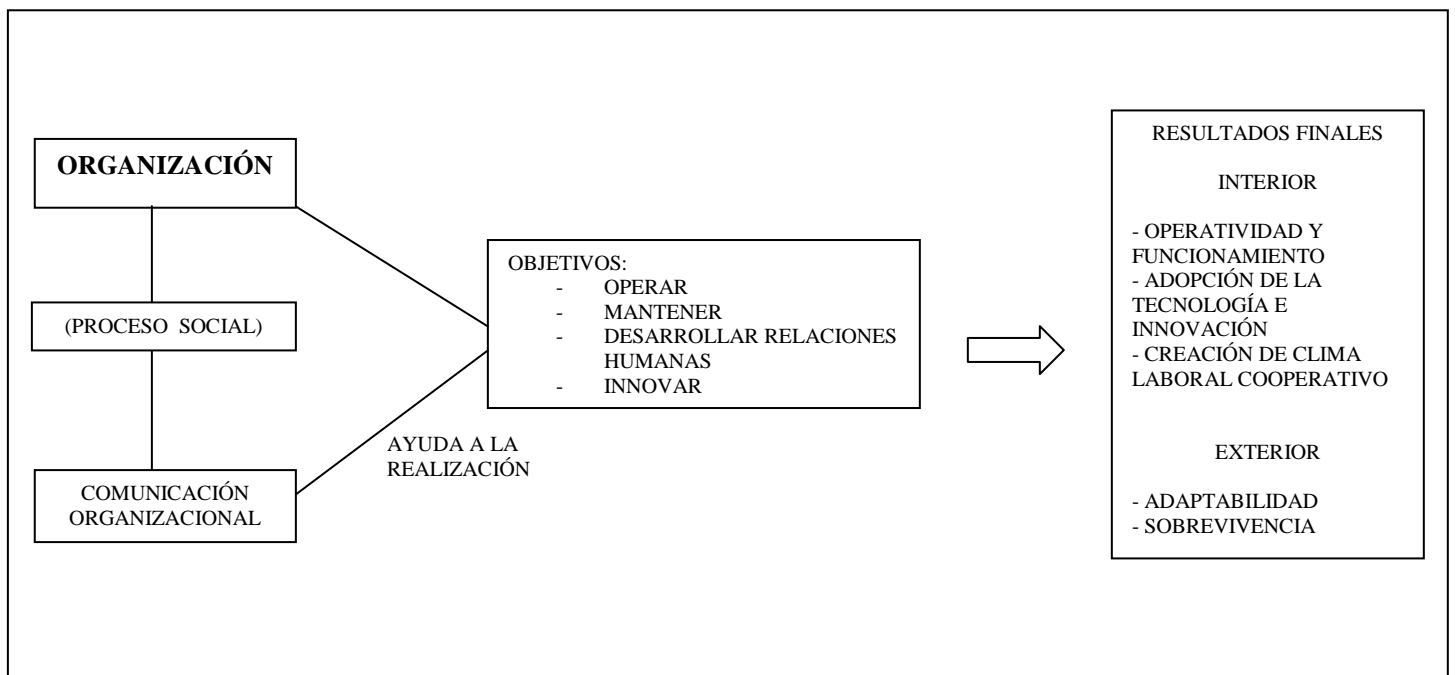 ORGANIZACIÓN
(PROCESO SOCIAL)
COMUNICACIÓN
ORGANIZACIONAL
AYUDA A LA
REALIZACIÓN
OBJETIVOS:
- OPERAR
- MANTENER
- DESARROLLAR RELACIONES
HUMANAS
- INNOVAR
RESULTADOS FINALES
INTERIOR
- OPERATIVIDAD Y
FUNCIONAMIENTO
- ADOPCIÓN DE LA
TECNOLOGÍA E
INNOVACIÓN
- CREACIÓN DE CLIMA
LABORAL COOPERATIVO
EXTERIOR
- ADAPTABILIDAD
- SOBREVIVENCIA